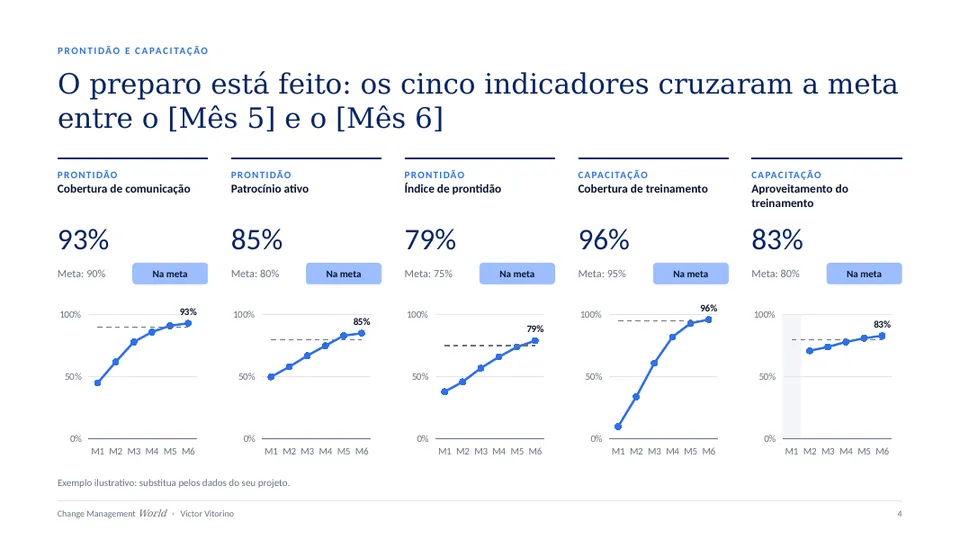 PRONTIDÃO E CAPACITAÇÃO
O preparo está feito: os cinco indicadores cruzaram a meta
entre o [Mês 5] e o [Mês 6]
PRONTIDÃO
Cobertura de comunicação
93%
Meta: 90%
Na meta
100%
93%
50%
0%
M1 M2 M3 M4 M5 M6
PRONTIDÃO
Patrocínio ativo
85%
Meta: 80%
Na meta
100%
85%
50%
0%
M1 M2 M3 M4 M5 M6
PRONTIDÃO
Índice de prontidão
79%
Meta: 75%
Na meta
100%
79%
50%
0%
M1 M2 M3 M4 M5 M6
CAPACITAÇÃO
Cobertura de treinamento
96%
Meta: 95%
Na meta
100%
96%
50%
0%
M1 M2 M3 M4 M5 M6
CAPACITAÇÃO
Aproveitamento do
treinamento
83%
Meta: 80%
Na meta
100%
83%
50%
0%
M1 M2 M3 M4 M5 M6
Exemplo ilustrativo: substitua pelos dados do seu projeto.
Change Management World · Victor Vitorino
4